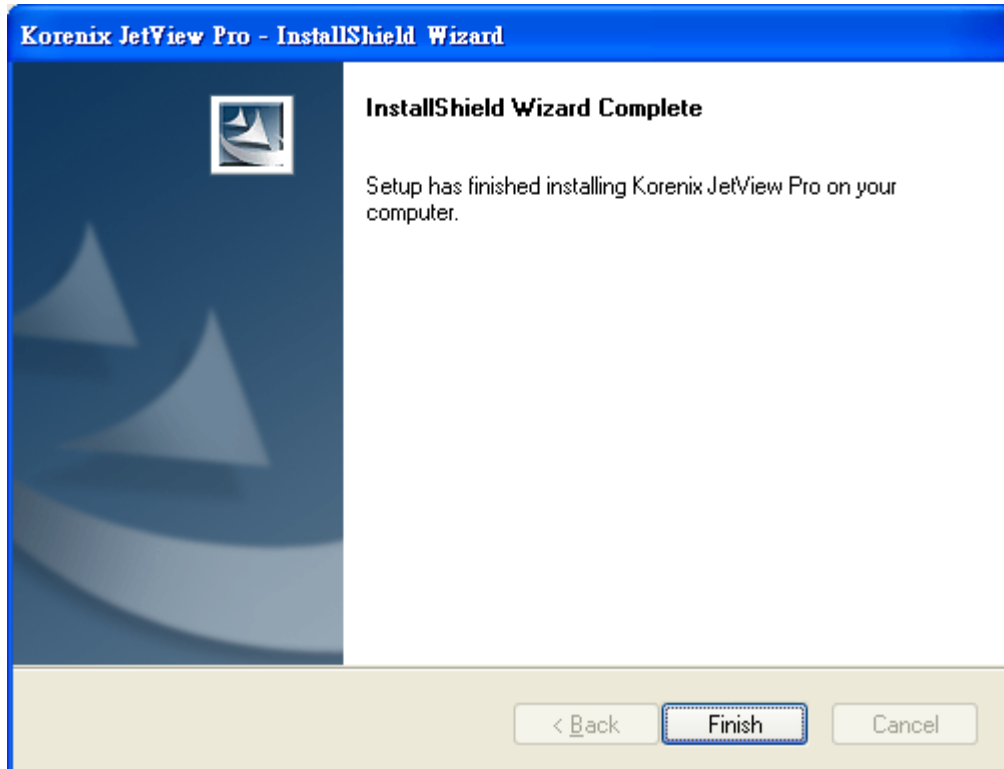 Korenix JetView Pro - InstallShield Wizard
InstallShield Wizard Complete
Setup has finished installing Korenix JetView Pro on your
computer.
< Back
Finish
Cancel